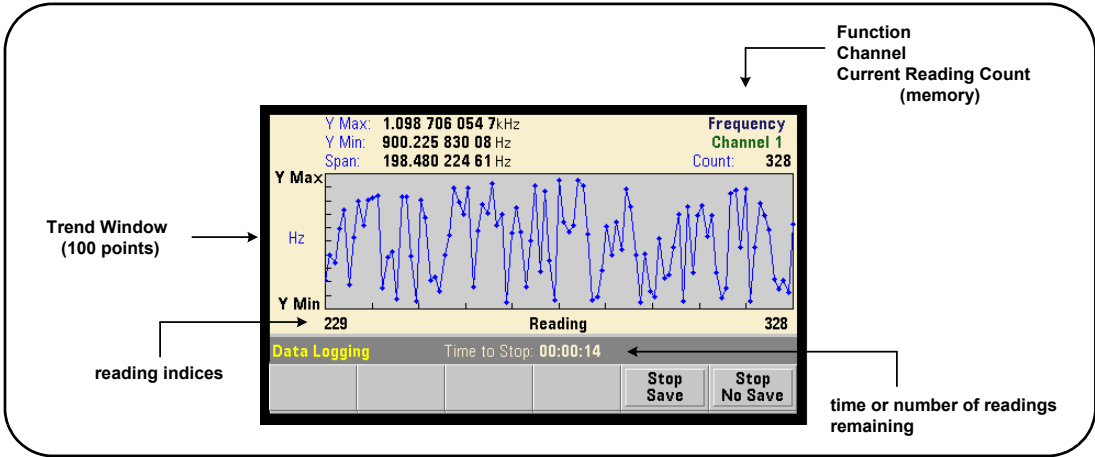 Function
Channel
Current Reading Count
(memory)
Y Max: 1.098 706 054 7 kHz
Frequency
Y Min: 900.225 830 08 Hz
Channel 1
Span: 198.480 224 61 Hz
Count: 328
Y Max
Trend Window
(100 points)
Hz
Y Min
229 Reading 328
Data Logging Time to Stop: 00:00:14
reading indices
Stop
Save
Stop
No Save
time or number of readings
remaining